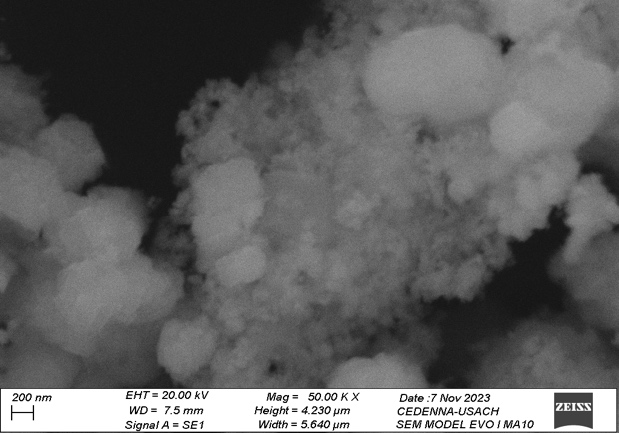 200 nm
EHT = 20.00 kV
WD = 7.5 mm
Signal A = SE1
Mag = 50.00 K X
Height = 4.230 µm
Width = 5.640 µm
Date :7 Nov 2023
CEDENNA-USACH
SEM MODEL EVO I MA10
ZEISS